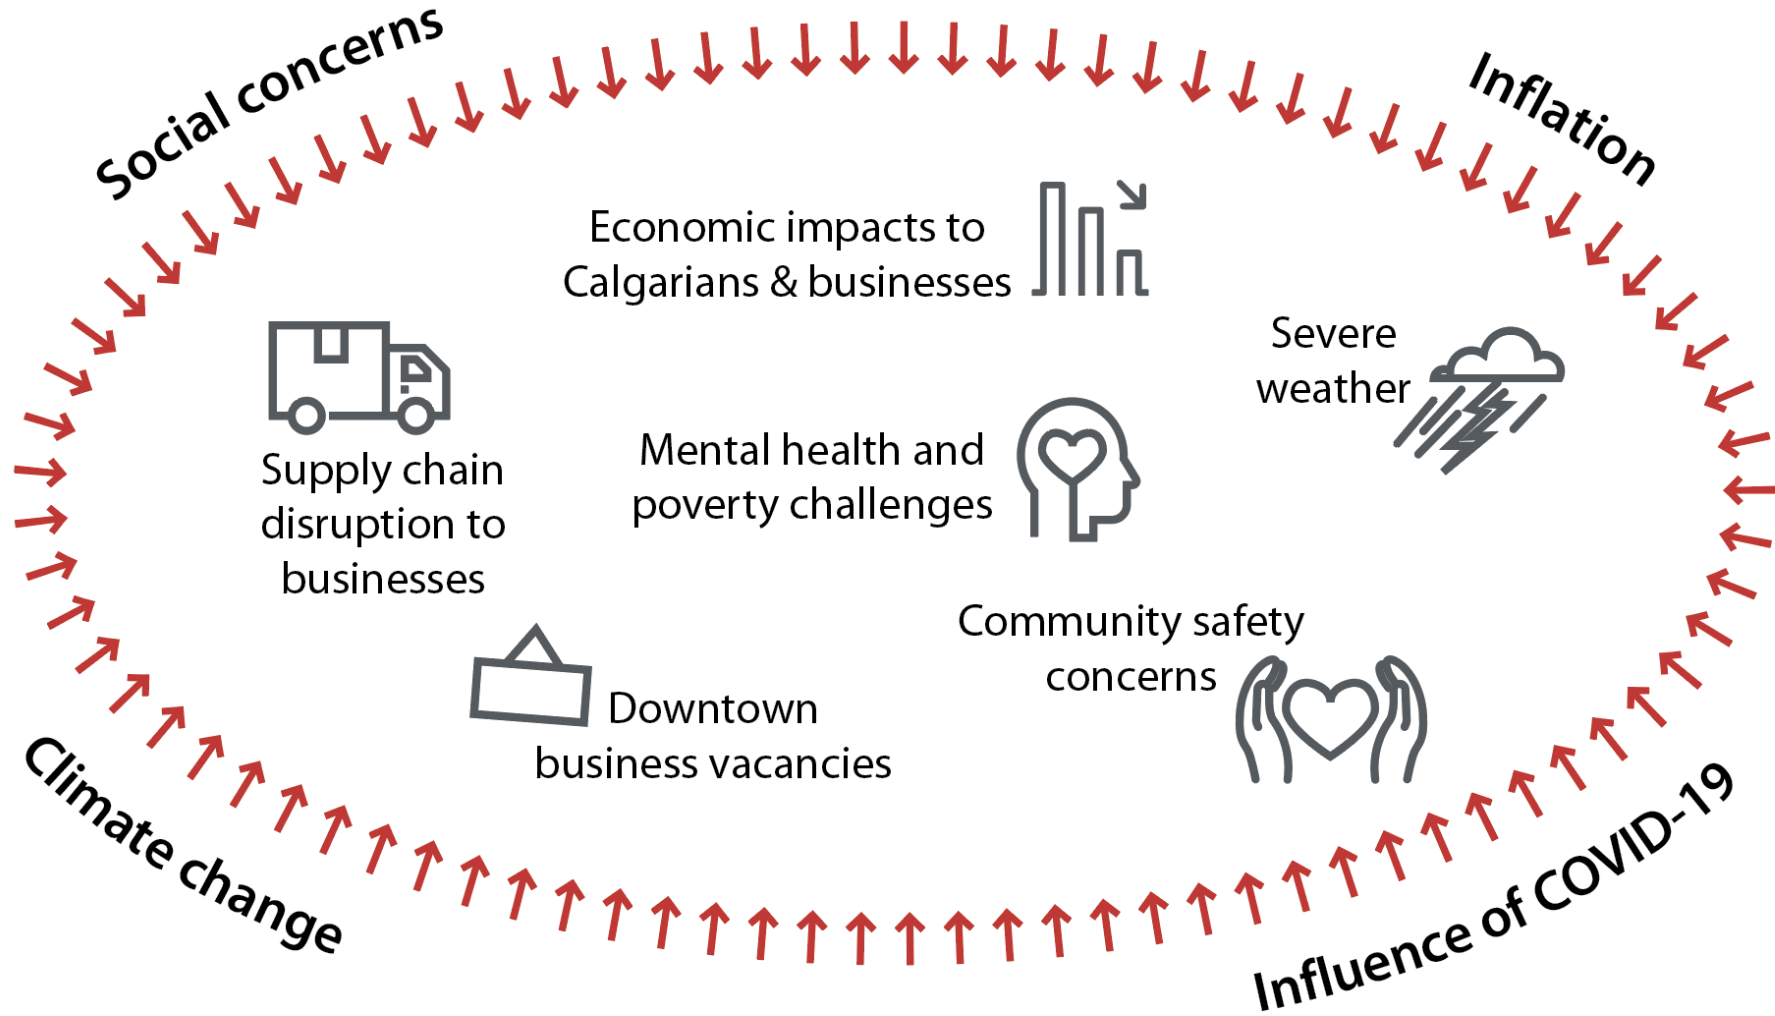 Social concerns
Inflation
Economic impacts to
Calgarians & businesses
Severe
weather
Supply chain
disruption to
businesses
Mental health and
poverty challenges
Community safety
concerns
Downtown
business vacancies
Climate change
Influence of COVID-19